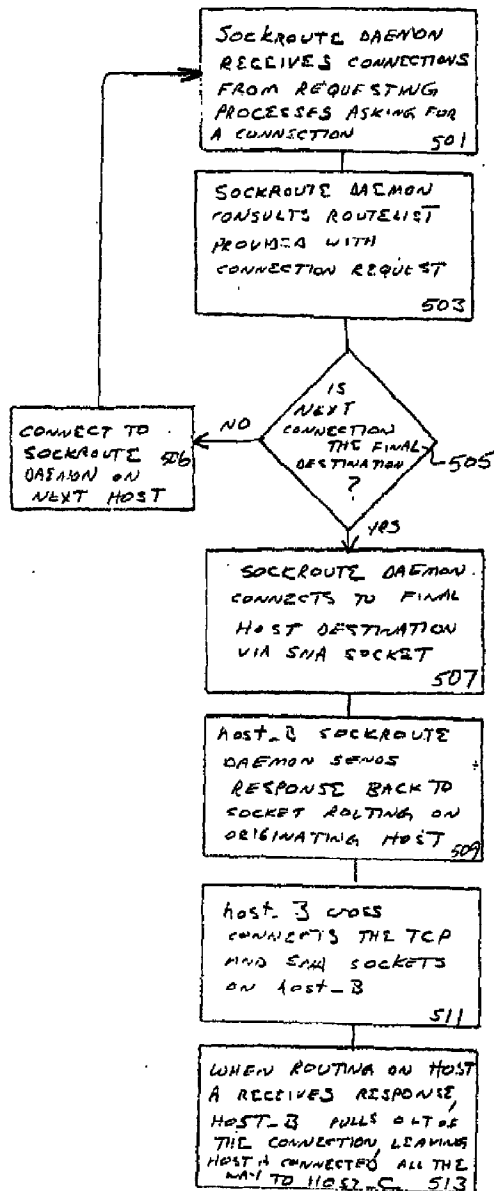 SOCKROUTE DAEMON
RECEIVES CONNECTIONS
FROM REQUESTING
PROCESSES ASKING FOR
A CONNECTION
501
SOCKROUTE DAEMON
CONSULTS ROUTELIST
PROVIDED WITH
CONNECTION REQUEST
503
IS
NEXT
CONNECTION
THE FINAL
DESTINATION
?
505
NO
CONNECT TO
SOCKROUTE 506
DAEMON ON
NEXT HOST
YES
SOCKROUTE DAEMON
CONNECTS TO FINAL
HOST DESTINATION
VIA SNA SOCKET
507
host_B SOCKROUTE
DAEMON SENDS
RESPONSE BACK TO
SOCKET ROUTING ON
ORIGINATING HOST
509
host_B CROSS
CONNECTS THE TCP
AND SNA SOCKETS
ON host_B
511
WHEN ROUTING ON HOST
A RECEIVES RESPONSE,
HOST_B PULLS OUT OF
THE CONNECTION, LEAVING
HOST A CONNECTED ALL THE
WAY TO HOST_C. 513